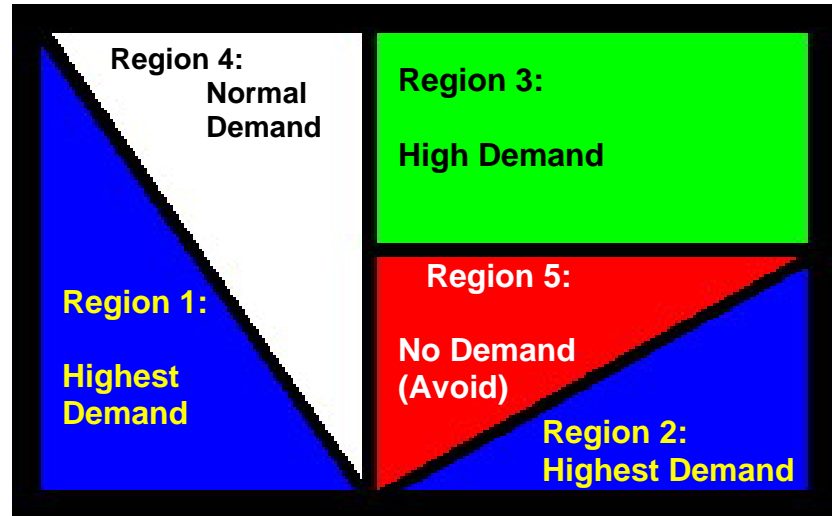 Region 4:
Normal
Demand
Region 3:
High Demand
Region 1:
Highest
Demand
Region 5:
No Demand
(Avoid)
Region 2:
Highest Demand